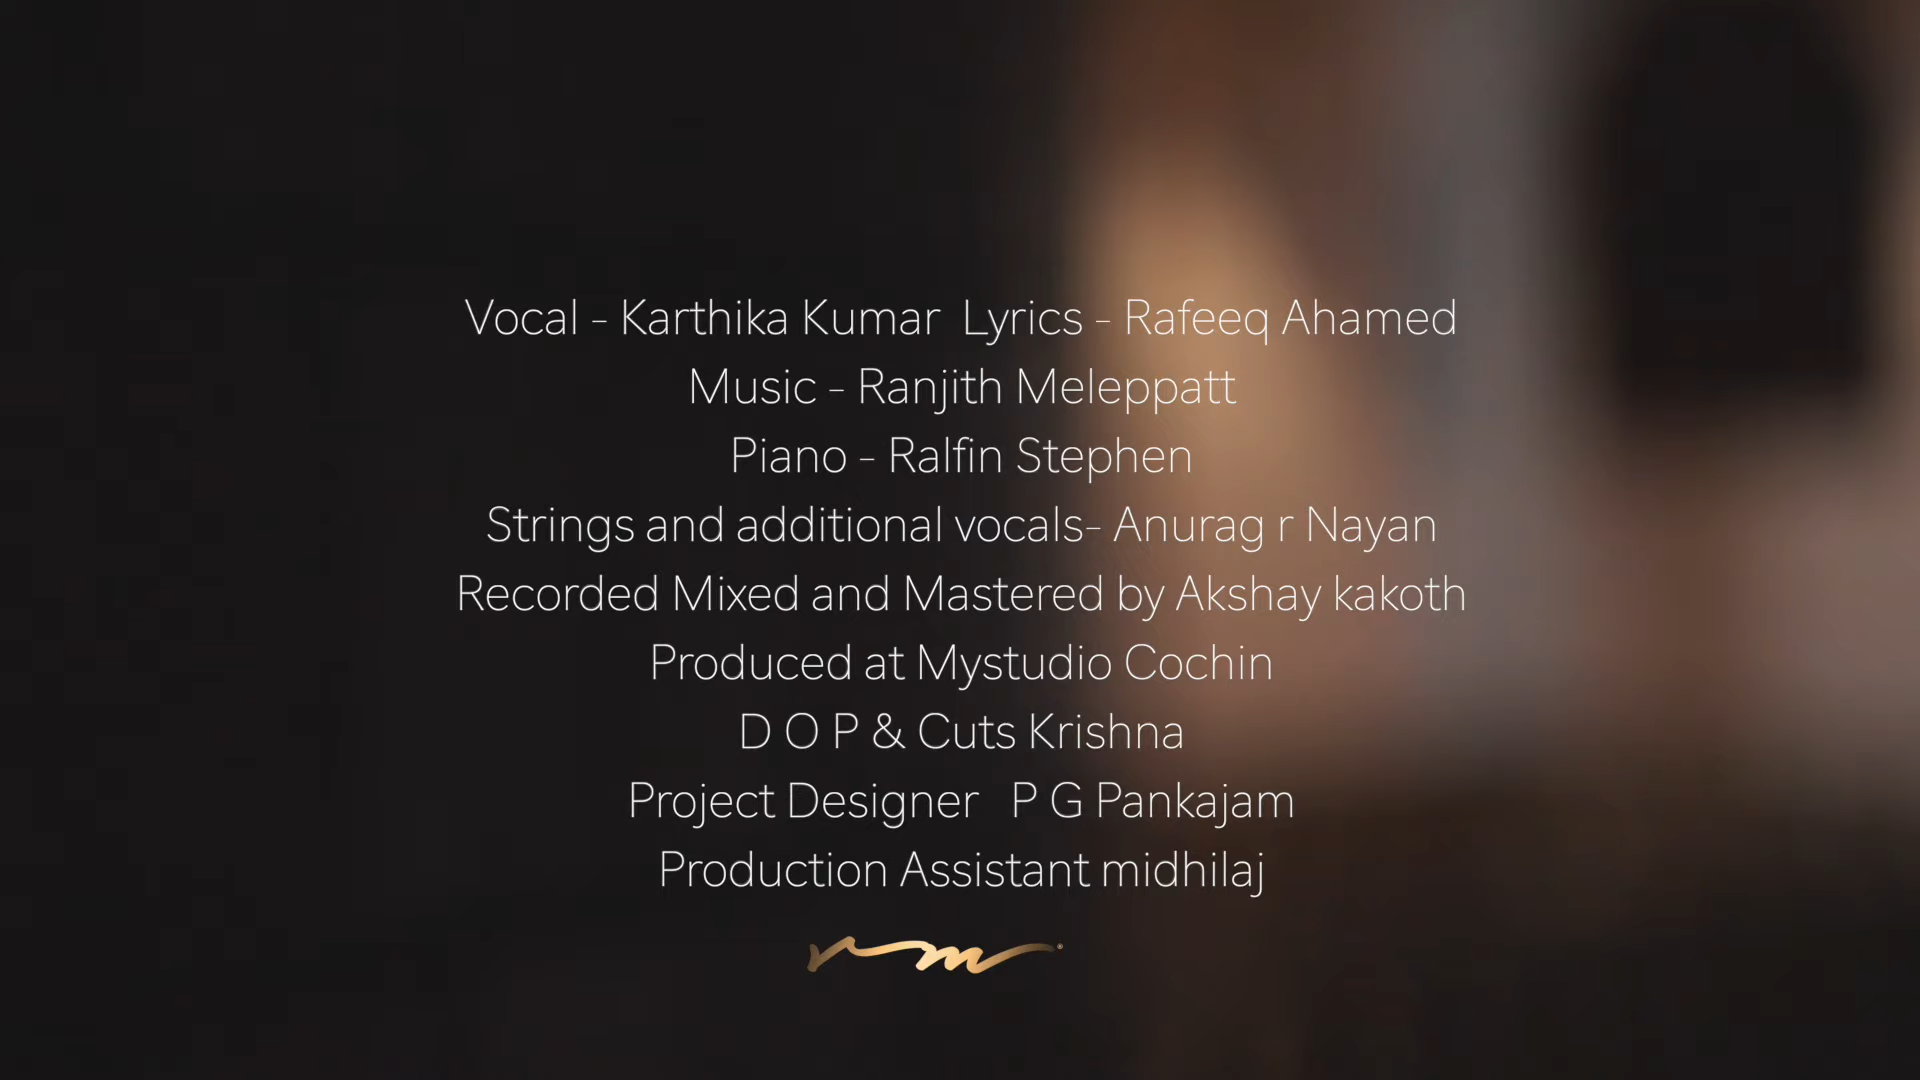 Vocal - Karthika Kumar  Lyrics - Rafeeq Ahamed
Music - Ranjith Meleppatt
Piano - Ralfin Stephen
Strings and additional vocals- Anurag r Nayan
Recorded Mixed and Mastered by Akshay kakoth
Produced at Mystudio Cochin
D O P & Cuts Krishna
Project Designer   P G Pankajam
Production Assistant midhilaj
rm®